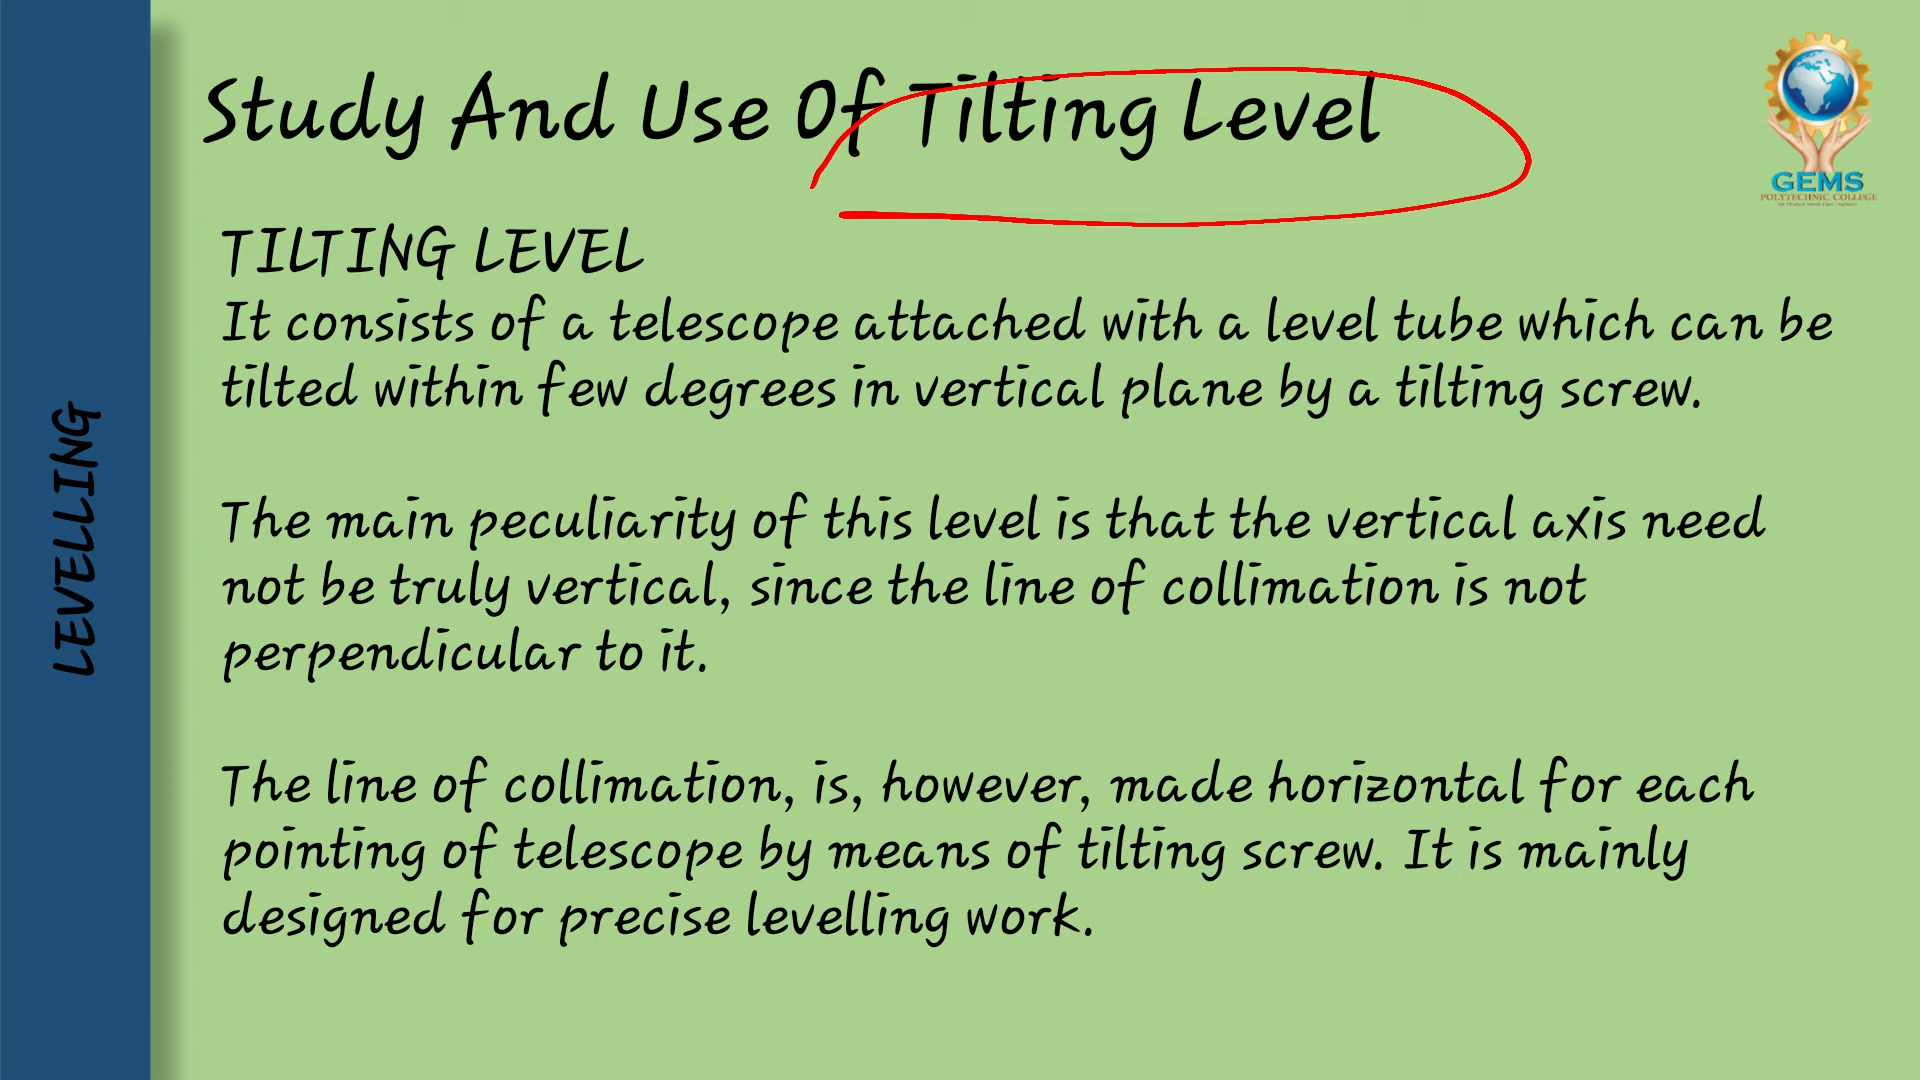 Study And Use Of Tilting Level
GEMS
POLYTECHNIC COLLEGE
LEVELLING
TILTING LEVEL
It consists of a telescope attached with a level tube which can be
tilted within few degrees in vertical plane by a tilting screw.
The main peculiarity of this level is that the vertical axis need
not be truly vertical, since the line of collimation is not
perpendicular to it.
The line of collimation, is, however, made horizontal for each
pointing of telescope by means of tilting screw. It is mainly
designed for precise levelling work.